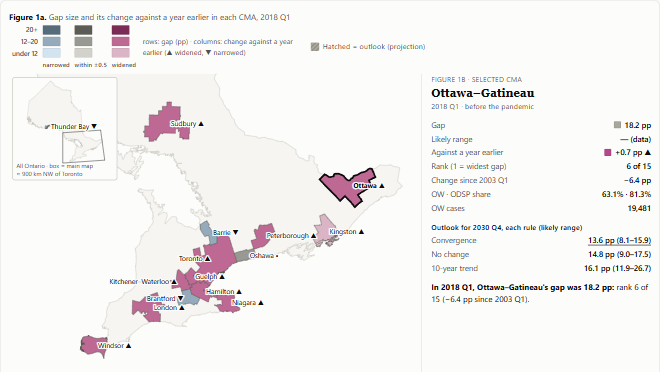 Figure 1a. Gap size and its change against a year earlier in each CMA, 2018 Q1
20+
12–20
under 12
narrowed
within ±0.5
widened
rows: gap (pp) · columns: change against a year
earlier (▲ widened, ▼ narrowed)
Hatched = outlook (projection)
Thunder Bay ▼
All Ontario · box = main map
≈ 900 km NW of Toronto
Sudbury ▲
Ottawa ▲
Barrie ▼
Peterborough ▲
Kingston ▲
Toronto ▲
Oshawa •
Kitchener-Waterloo ▲
Guelph ▲
Brantford ▼
Hamilton ▲
London ▲
Niagara ▲
Windsor ▲
FIGURE 1B · SELECTED CMA
Ottawa–Gatineau
2018 Q1 · before the pandemic
Gap 18.2 pp
Likely range — (data)
Against a year earlier +0.7 pp ▲
Rank (1 = widest gap) 6 of 15
Change since 2003 Q1 −6.4 pp
OW · ODSP share 63.1% · 81.3%
OW cases 19,481
Outlook for 2030 Q4, each rule (likely range)
Convergence 13.6 pp (8.1–15.9)
No change 14.8 pp (9.0–17.5)
10-year trend 16.1 pp (11.9–26.7)
In 2018 Q1, Ottawa–Gatineau's gap was 18.2 pp: rank 6 of
15 (−6.4 pp since 2003 Q1).